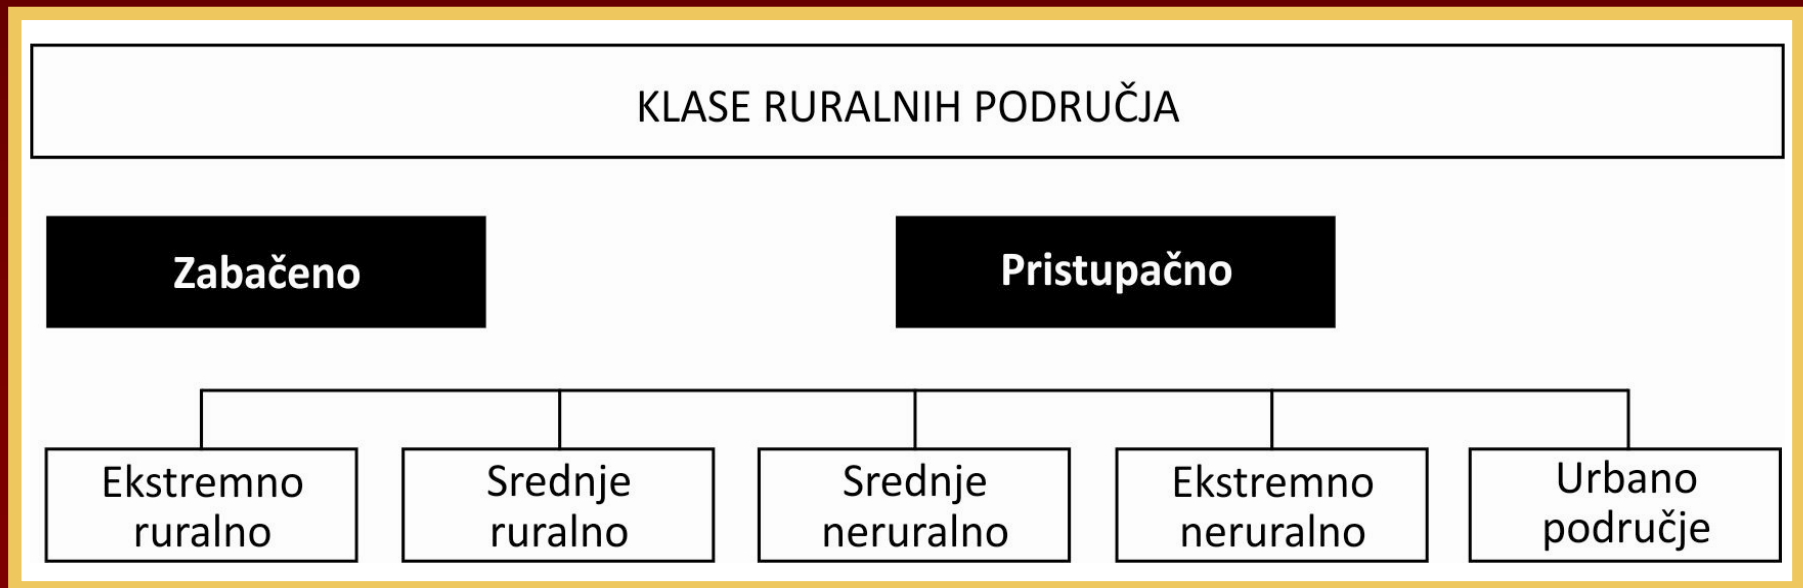 KLASE RURALNIH PODRUČJA
Zabačeno
Pristupačno
Ekstremno
ruralno
Srednje
ruralno
Srednje
neruralno
Ekstremno
neruralno
Urbano
područje